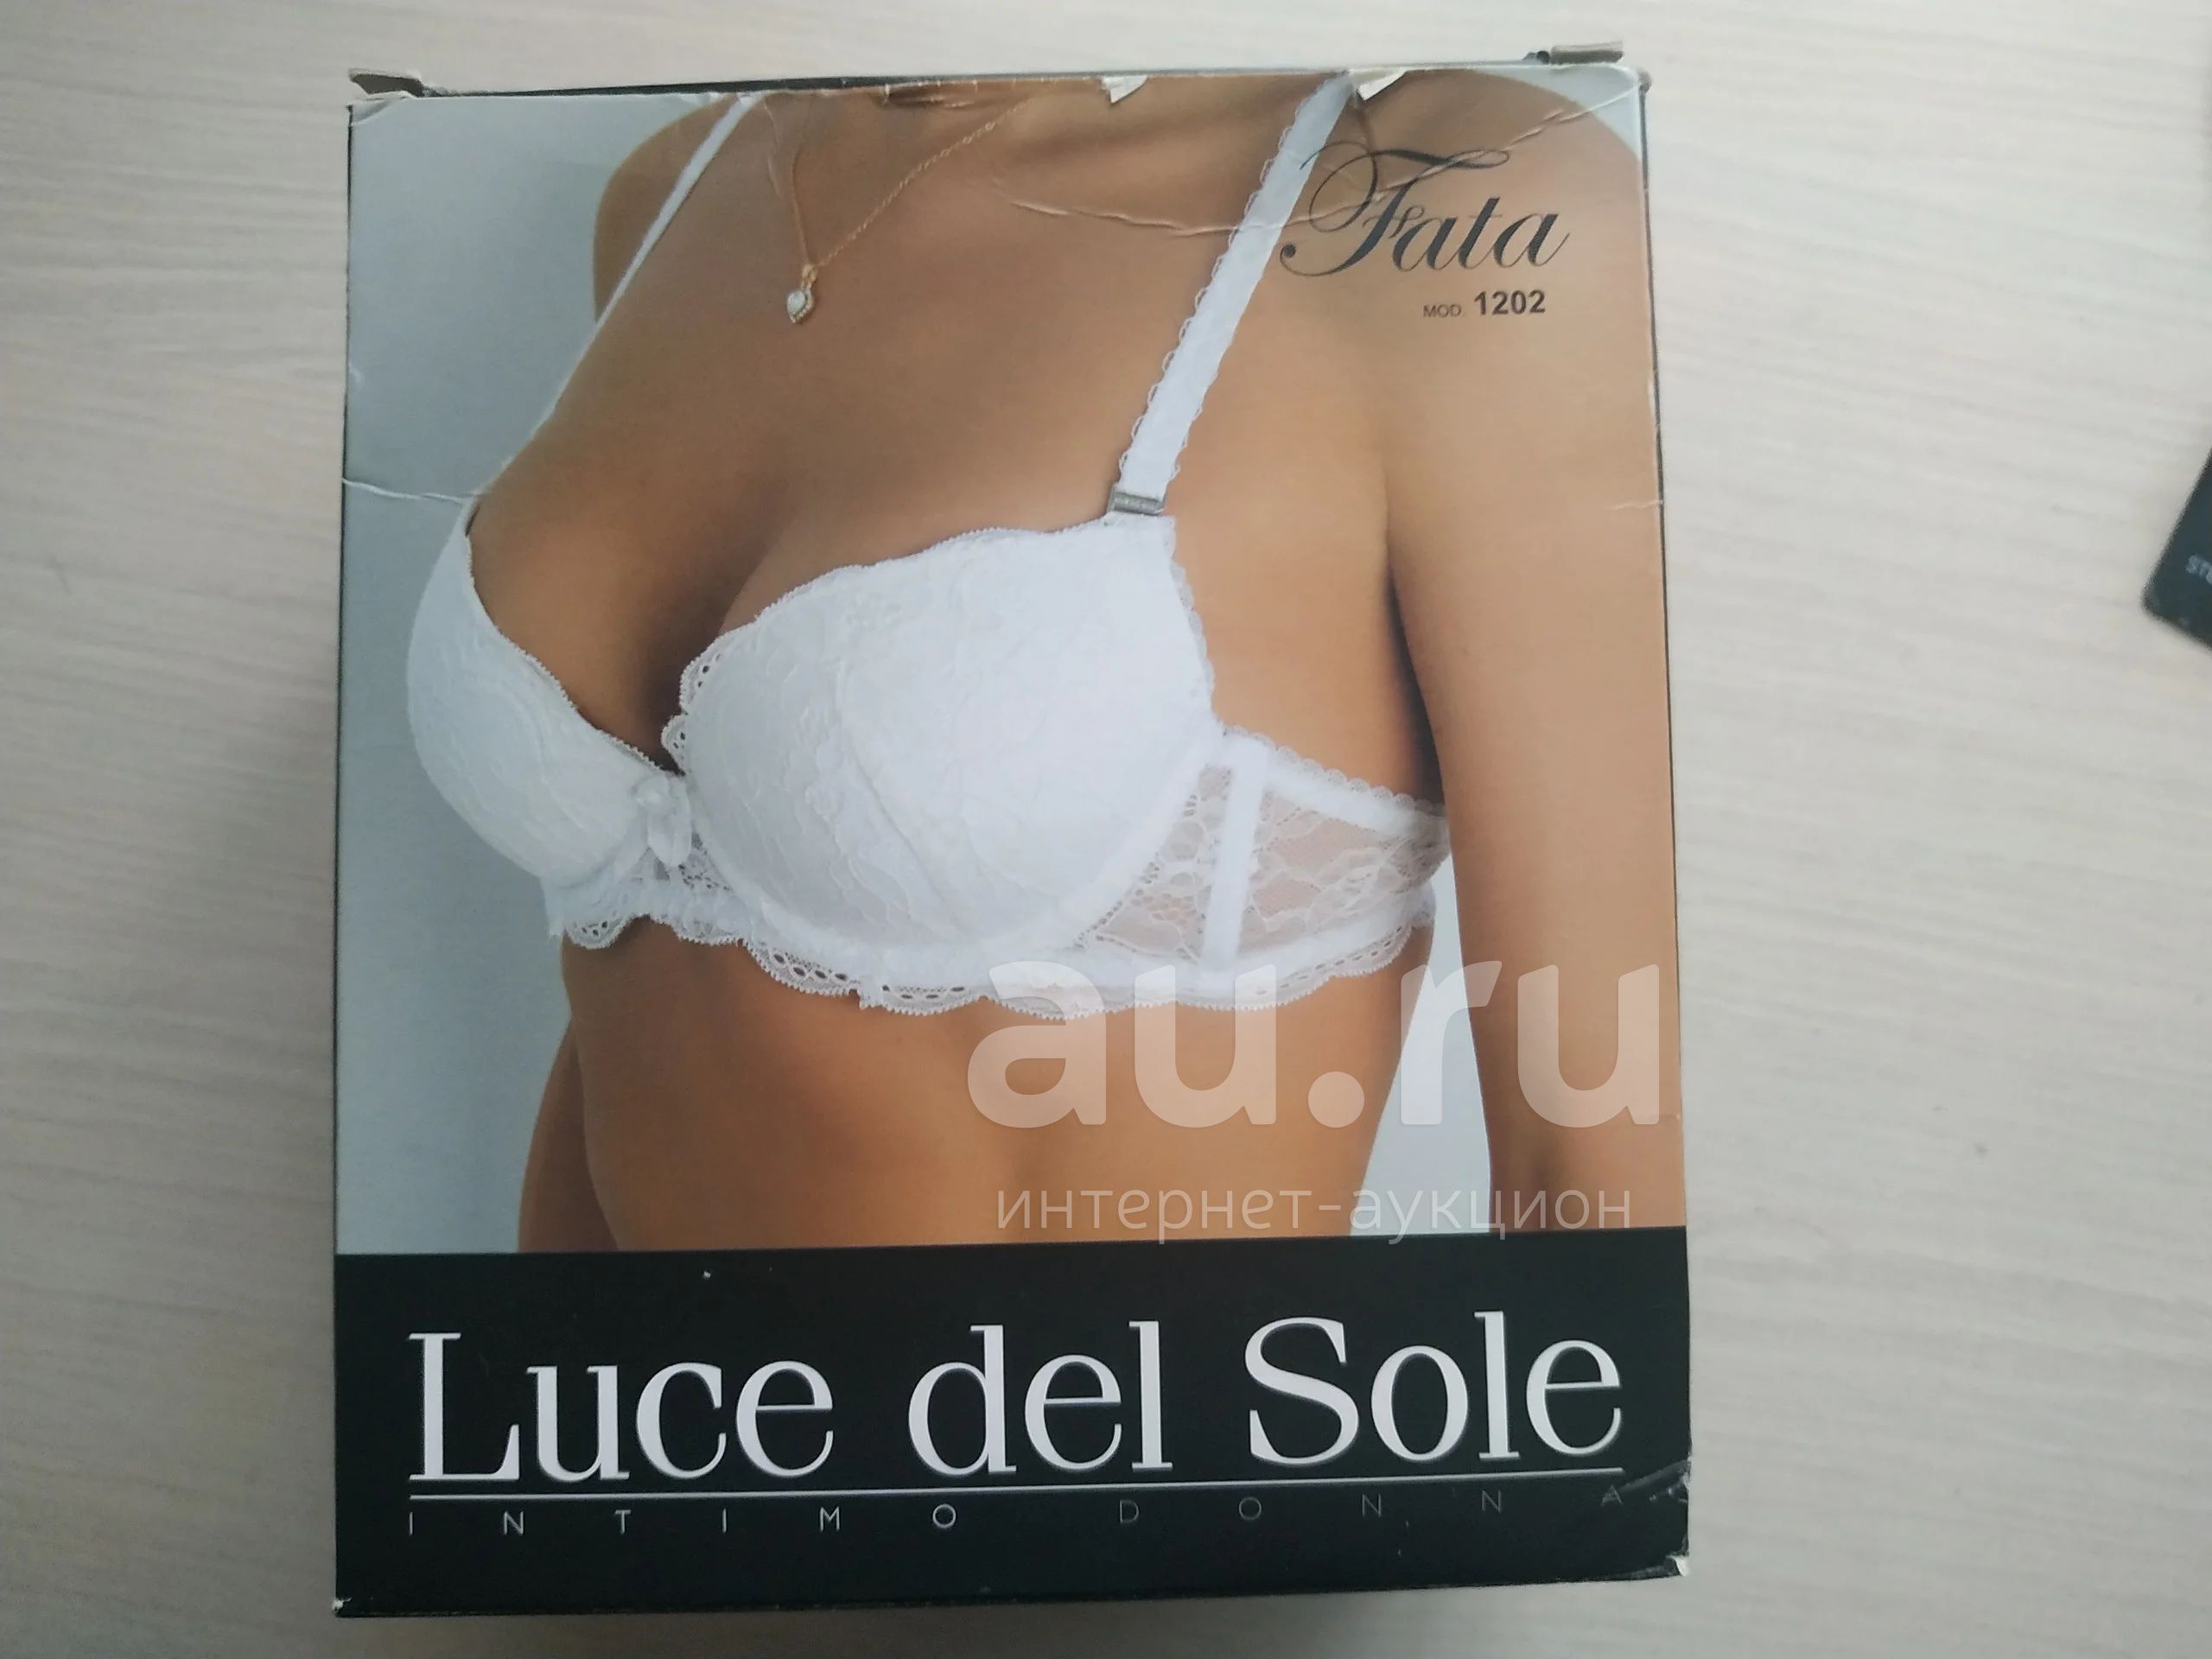 Fata
MOD. 1202
au.ru
интернет-аукцион
Luce del Sole
INTIMO DONNA